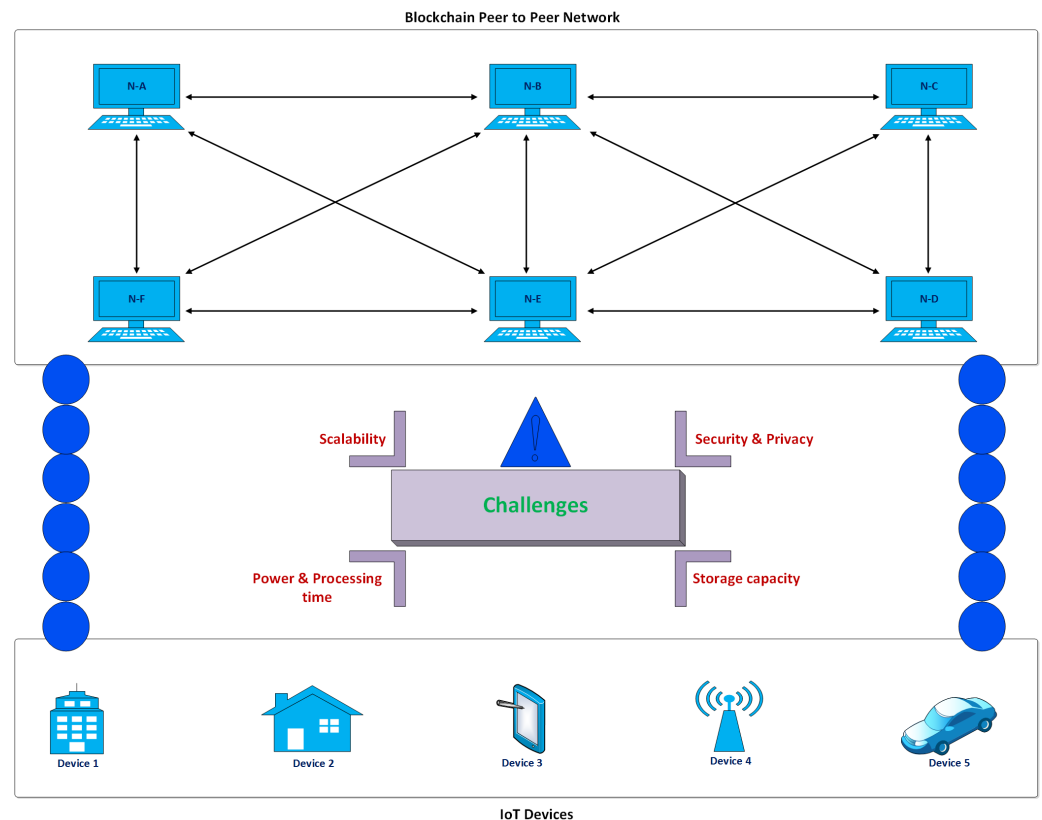 Blockchain Peer to Peer Network
N-A
N-B
N-C
N-F
N-E
N-D
Scalability
Security & Privacy
!
Challenges
Power & Processing
time
Storage capacity
Device 1
Device 2
Device 3
Device 4
Device 5
IoT Devices